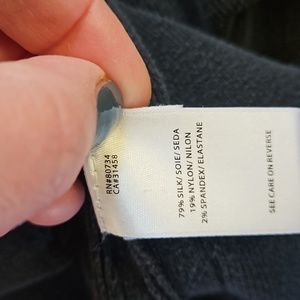 RN#80734
CA#31458
79% SILK/ SOIE/ SEDA
19% NYLON/ NILON
2% SPANDEX/ ELASTANE
SEE CARE ON REVERSE